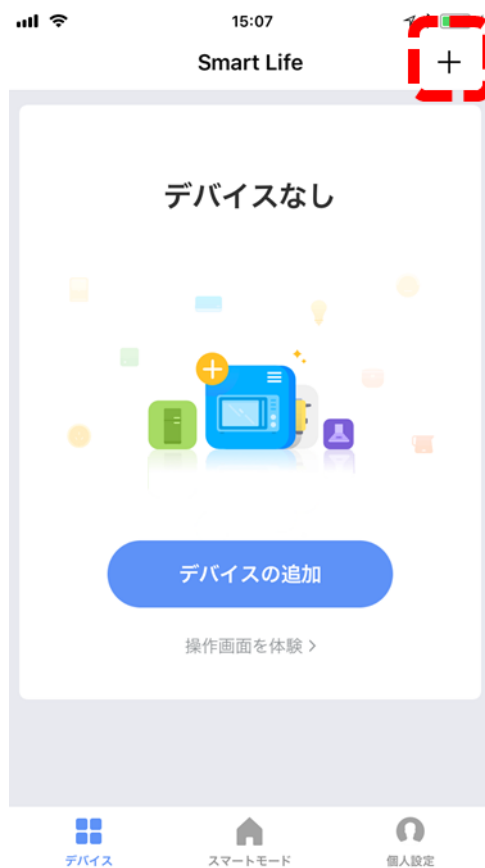 15:07
Smart Life
デバイスなし
デバイスの追加
操作画面を体験 >
デバイス
スマートモード
個人設定